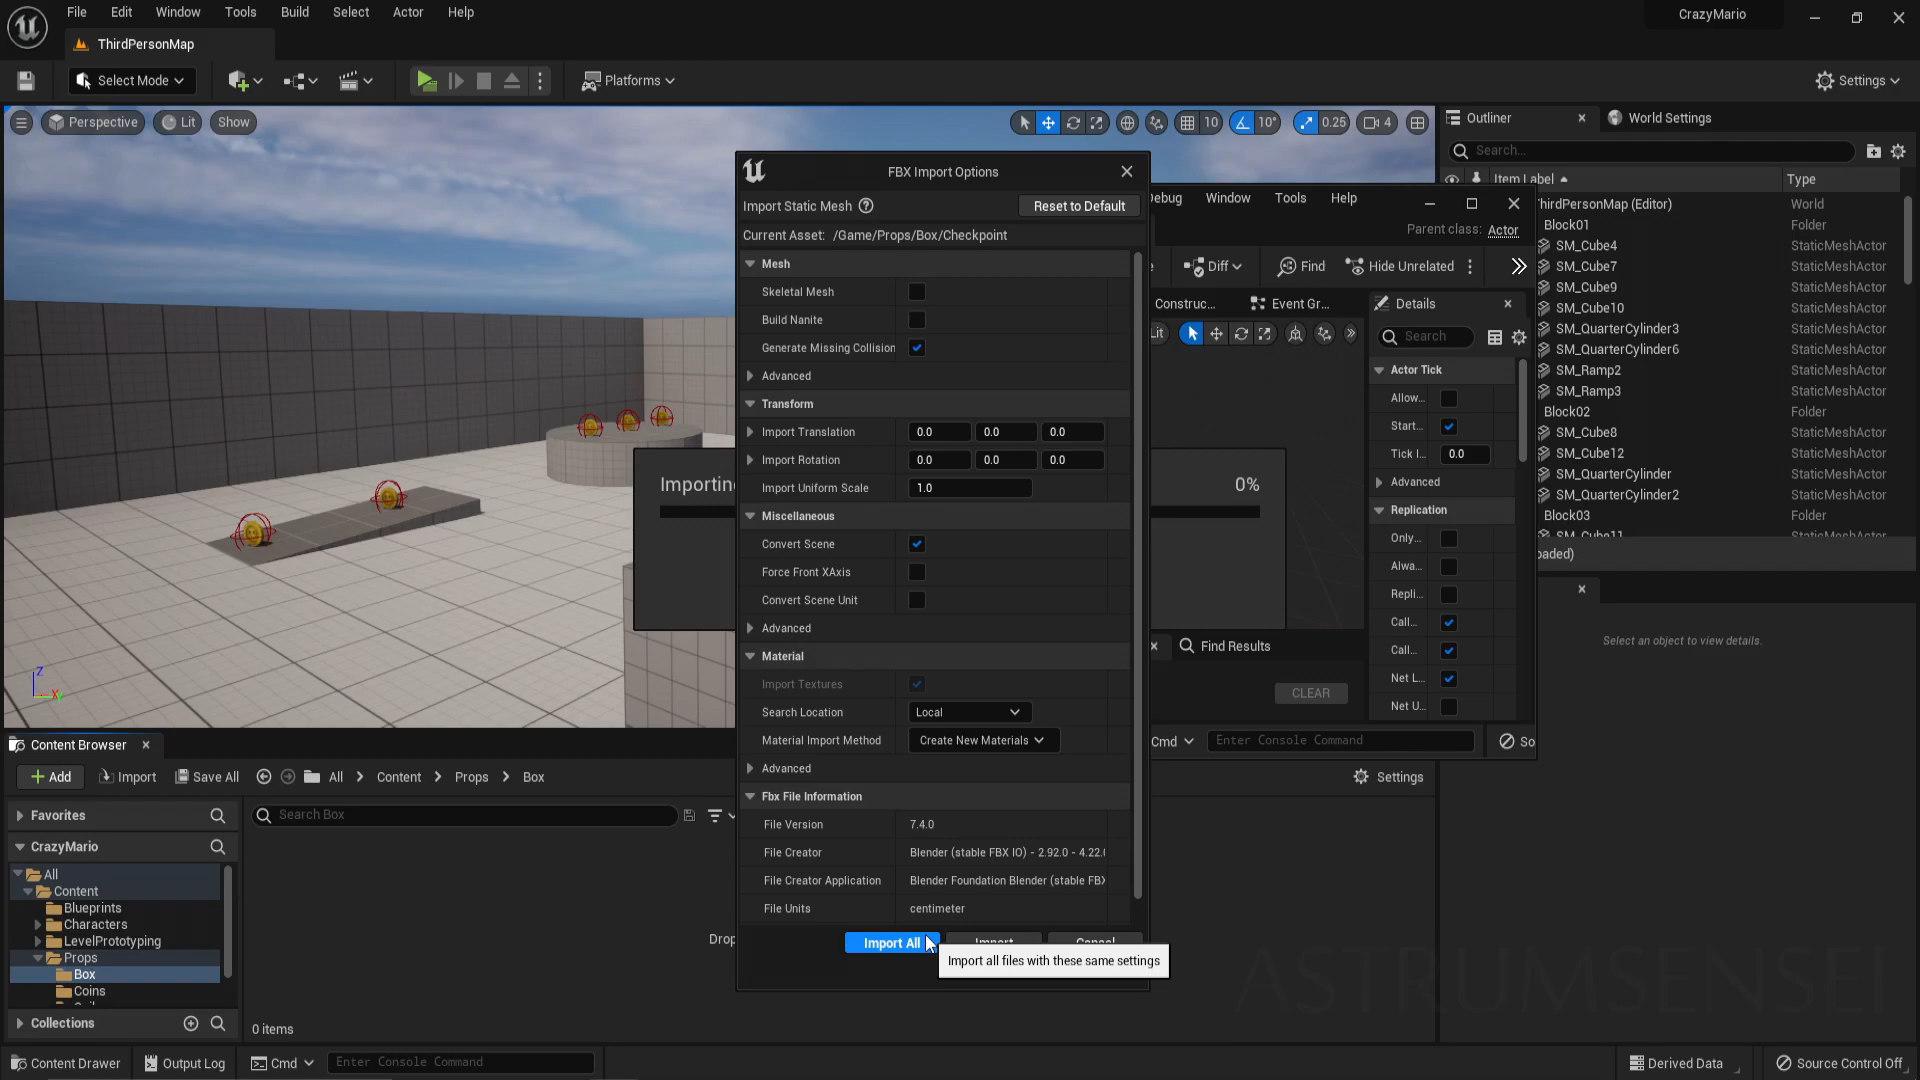 File Edit Window Tools Build Select Actor Help
CrazyMario
ThirdPersonMap
Select Mode
Platforms
Settings
Perspective Lit Show
10 10° 0.25 4
Outliner
World Settings
Search...
Item Label Type
ThirdPersonMap (Editor) World
Block01 Folder
SM_Cube4 StaticMeshActor
SM_Cube7 StaticMeshActor
SM_Cube9 StaticMeshActor
SM_Cube10 StaticMeshActor
SM_QuarterCylinder3 StaticMeshActor
SM_QuarterCylinder6 StaticMeshActor
SM_Ramp2 StaticMeshActor
SM_Ramp3 StaticMeshActor
Block02 Folder
SM_Cube8 StaticMeshActor
SM_Cube12 StaticMeshActor
SM_QuarterCylinder StaticMeshActor
SM_QuarterCylinder2 StaticMeshActor
Block03 Folder
SM_Cube11 StaticMeshActor
oaded)
Select an object to view details.
FBX Import Options
Import Static Mesh
Reset to Default
Current Asset: /Game/Props/Box/Checkpoint
Mesh
Skeletal Mesh
Build Nanite
Generate Missing Collision
Advanced
Transform
Import Translation 0.0 0.0 0.0
Import Rotation 0.0 0.0 0.0
Import Uniform Scale 1.0
Miscellaneous
Convert Scene
Force Front XAxis
Convert Scene Unit
Advanced
Material
Import Textures
Search Location Local
Material Import Method Create New Materials
Advanced
Fbx File Information
File Version 7.4.0
File Creator Blender (stable FBX IO) - 2.92.0 - 4.22.
File Creator Application Blender Foundation Blender (stable FBX
File Units centimeter
Import All Import Cancel
Import all files with these same settings
Importing
0%
Debug Window Tools Help
Parent class: Actor
Diff Find Hide Unrelated
Construc... Event Gr...
Details
Lit
Search
Actor Tick
Allow...
Start...
Tick I... 0.0
Advanced
Replication
Only...
Alwa...
Repli...
Call...
Call...
Net L...
Net U...
Find Results
CLEAR
Cmd Enter Console Command
So
Z
Content Browser
Add Import Save All All Content Props Box
Settings
Favorites
Search Box
CrazyMario
All
Content
Blueprints
Characters
LevelPrototyping
Props
Box
Coins
Drop
Collections
0 items
Content Drawer Output Log Cmd Enter Console Command
Derived Data Source Control Off
ASTRUMSENSEI